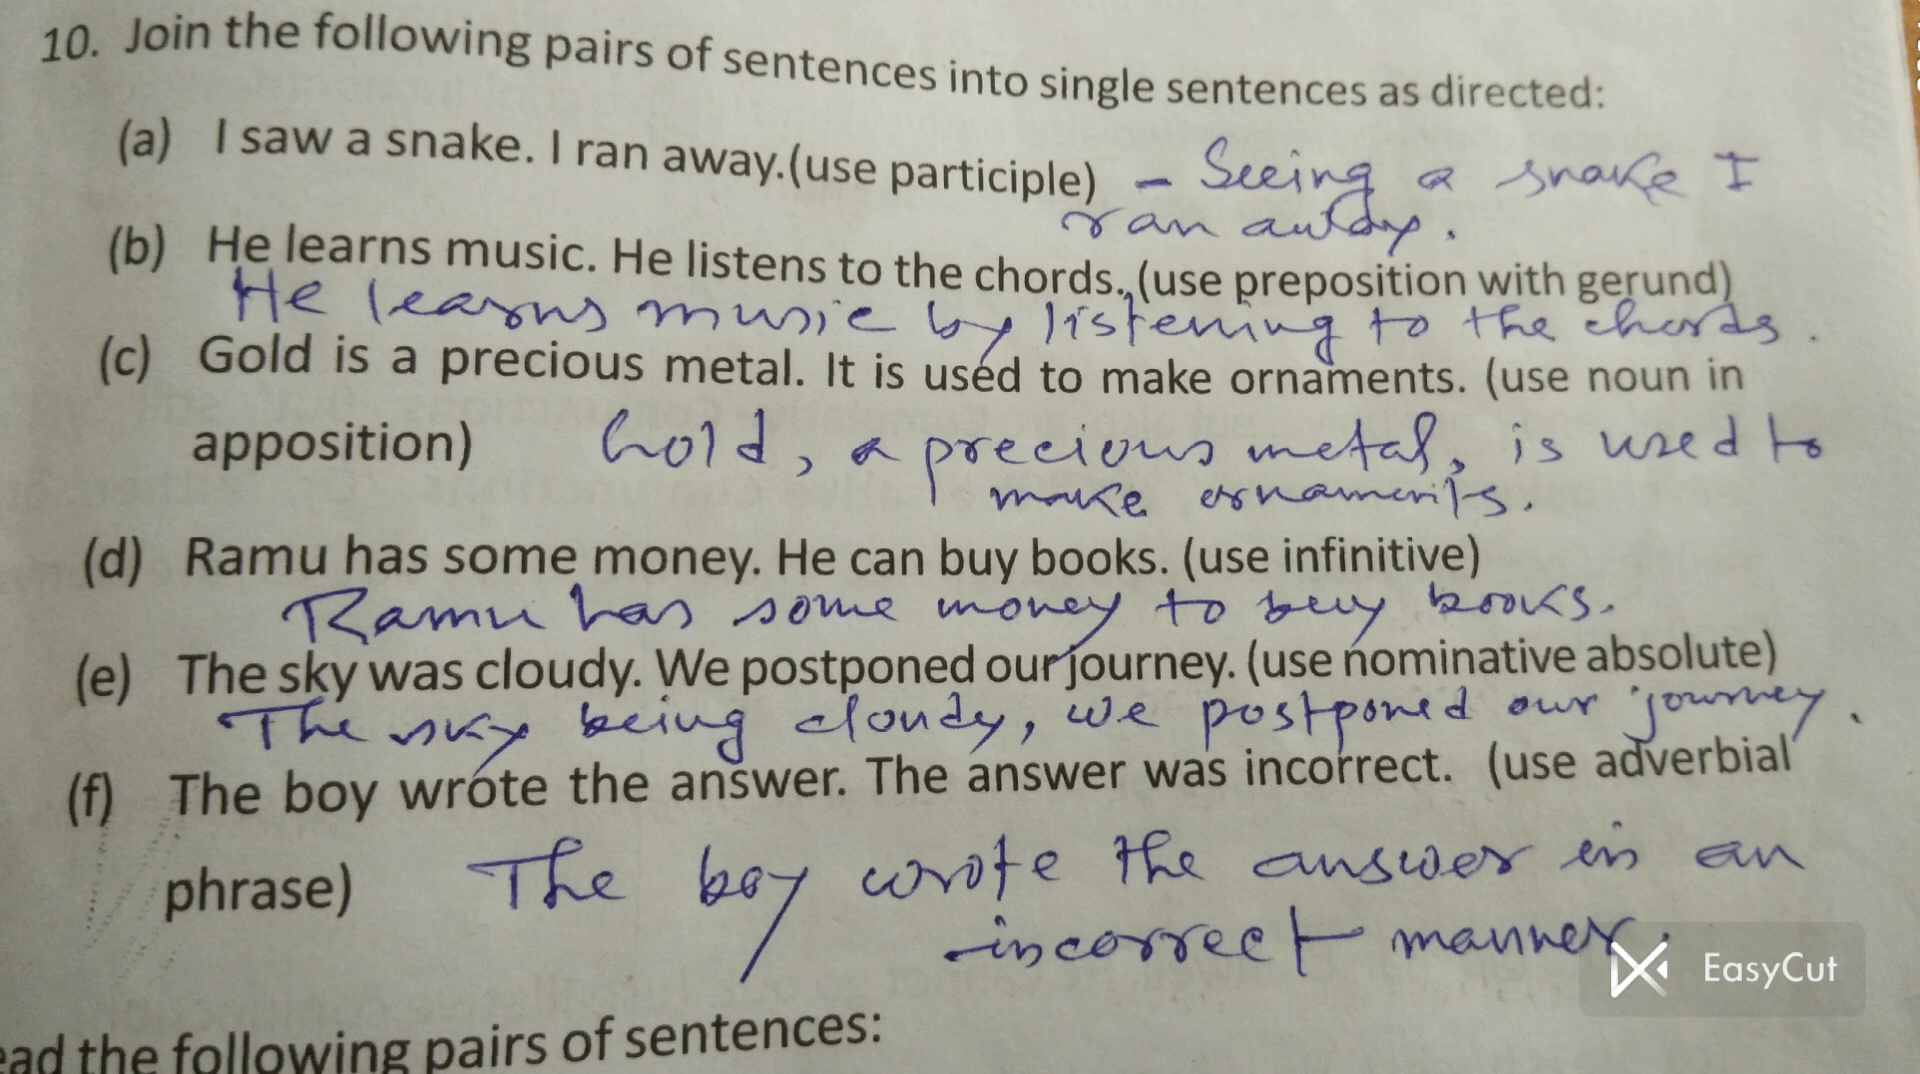 10. Join the following pairs of sentences into single sentences as directed:
(a) I saw a snake. I ran away.(use participle) - Seeing a snake I
ran away.
(b) He learns music. He listens to the chords.,(use preposition with gerund)
He learns music by listening to the chords.
(c) Gold is a precious metal. It is used to make ornaments. (use noun in
apposition) Gold, a precious metal, is used to
make ornaments.
(d) Ramu has some money. He can buy books. (use infinitive)
Ramu has some money to buy books.
(e) The sky was cloudy. We postponed our journey. (use nominative absolute)
The sky being cloudy, we postponed our journey.
(f) The boy wrote the answer. The answer was incorrect. (use adverbial
phrase) The boy wrote the answer in an
incorrect manner.
EasyCut
ead the following pairs of sentences: